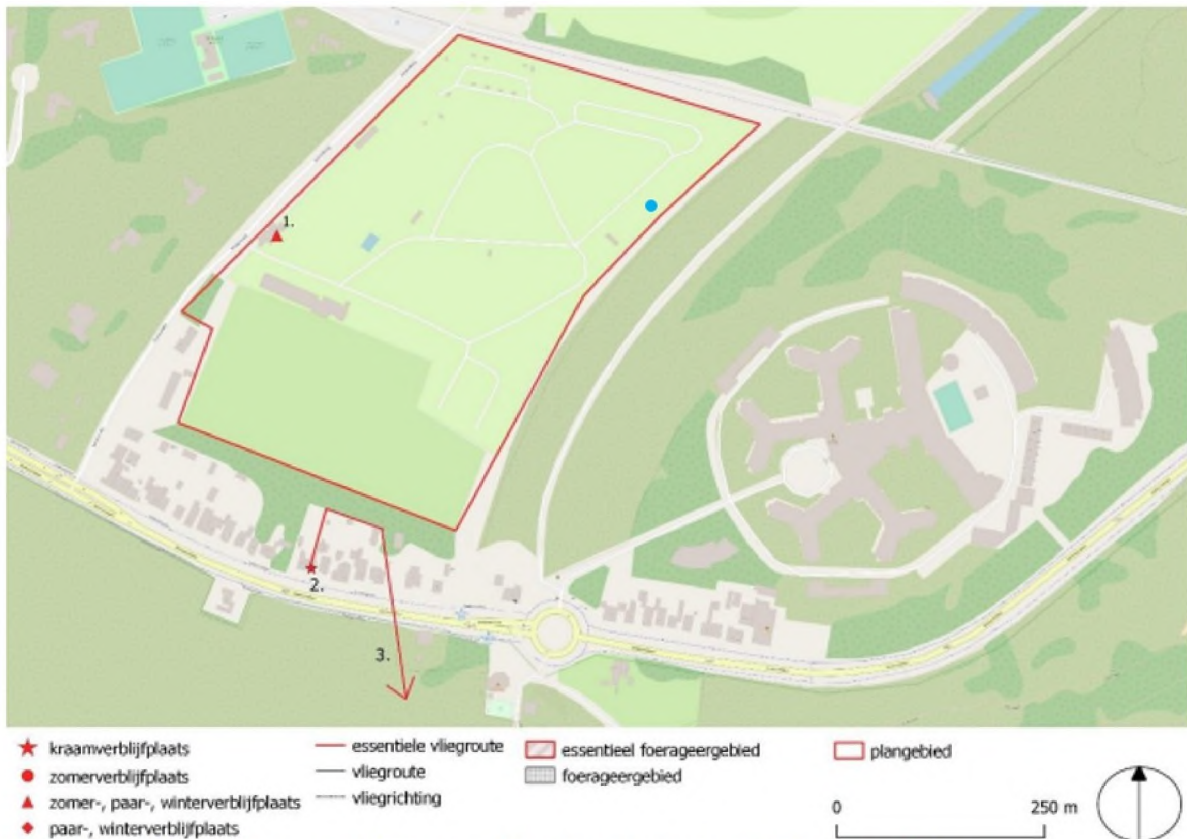 1.
2.
3.
kraamverblijfplaats
zomerverblijfplaats
zomer-, paar-, winterverblijfplaats
paar-, winterverblijfplaats
essentiele vliegroute
vliegroute
vliegrichting
essentieel foerageergebied
foerageergebied
plangebied
0 250 m